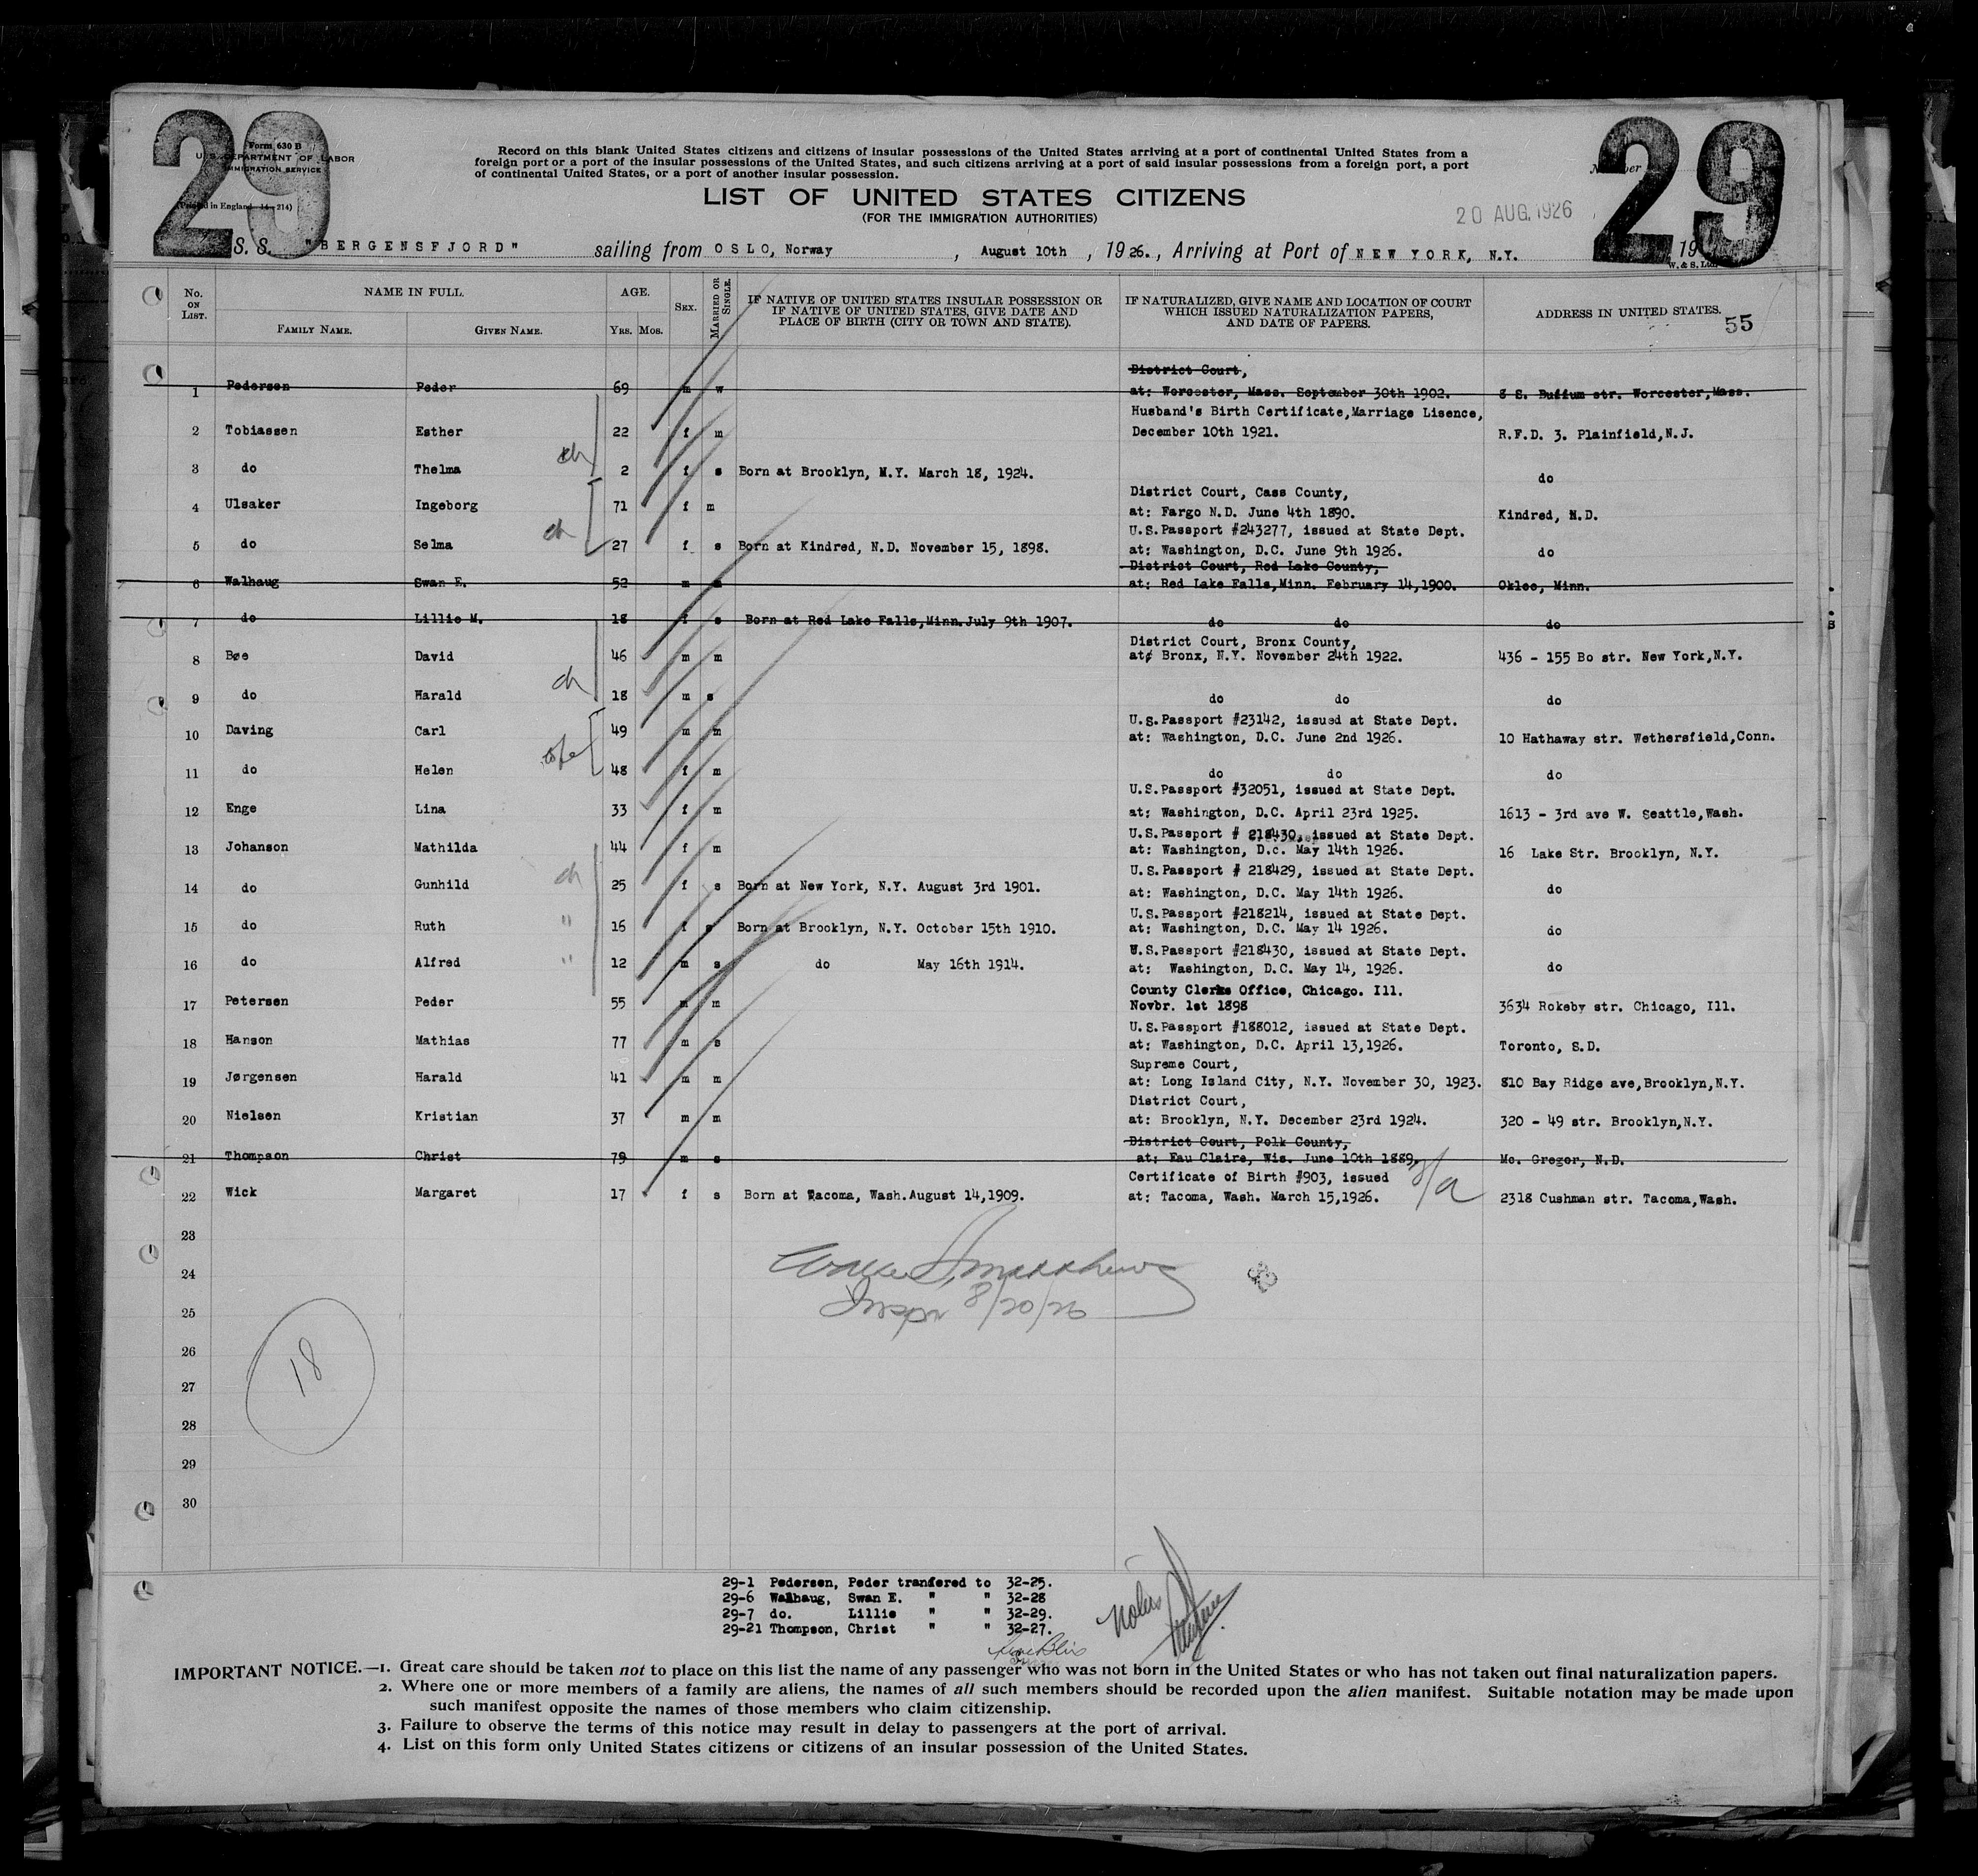 29
29
Form 630 B
U. S. DEPARTMENT OF LABOR
IMMIGRATION SERVICE
(Printed in England—14—214)
Record on this blank United States citizens and citizens of insular possessions of the United States arriving at a port of continental United States from a
foreign port or a port of the insular possessions of the United States, and such citizens arriving at a port of said insular possessions from a foreign port, a port
of continental United States, or a port of another insular possession.
Number
LIST OF UNITED STATES CITIZENS
(FOR THE IMMIGRATION AUTHORITIES)
20 AUG. 1926
S. S. "BERGENSFJORD" sailing from OSLO, Norway, August 10th, 1926., Arriving at Port of NEW YORK, N.Y. 19
W. & S. Ltd.
No. ON LIST. NAME IN FULL. AGE. SEX. MARRIED OR SINGLE. IF NATIVE OF UNITED STATES INSULAR POSSESSION OR IF NATIVE OF UNITED STATES, GIVE DATE AND PLACE OF BIRTH (CITY OR TOWN AND STATE). IF NATURALIZED, GIVE NAME AND LOCATION OF COURT WHICH ISSUED NATURALIZATION PAPERS, AND DATE OF PAPERS. ADDRESS IN UNITED STATES.
FAMILY NAME. GIVEN NAME. YRS. MOS.
55
District Court,
1 Pedersen Peder 69 m w at: Worcester, Mass. September 30th 1902. 8 S. Buffum str. Worcester,Mass.
Husband's Birth Certificate,Marriage Lisence,
2 Tobiassen Esther 22 f m December 10th 1921. R.F.D. 3. Plainfield,N.J.
3 do Thelma ch 2 f s Born at Brooklyn, N.Y. March 18, 1924. do
District Court, Cass County,
4 Ulsaker Ingeborg 71 f m at: Fargo N.D. June 4th 1890. Kindred, N.D.
U.S.Passport #243277, issued at State Dept.
5 do Selma ch 27 f s Born at Kindred, N.D. November 15, 1898. at: Washington, D.C. June 9th 1926. do
District Court, Red Lake County,
6 Walhaug Swan E. 52 m at: Red Lake Falls,Minn. February 14,1900. Oklee, Minn.
7 do Lillie M. 18 f s Born at Red Lake Falls,Minn.July 9th 1907. do do do
District Court, Bronx County,
8 Bøe David 46 m m at: Bronx, N.Y. November 24th 1922. 436 - 155 Bo str. New York,N.Y.
9 do Harald ch 18 m s do do do
U.S.Passport #23142, issued at State Dept.
10 Daving Carl 49 m m at: Washington, D.C. June 2nd 1926. 10 Hathaway str. Wethersfield,Conn.
11 do Helen 48 f m do do do
U.S.Passport #32051, issued at State Dept.
12 Enge Lina 33 f m at: Washington, D.C. April 23rd 1925. 1613 - 3rd ave W. Seattle,Wash.
U.S.Passport # 218430, issued at State Dept.
13 Johanson Mathilda 44 f m at: Washington, D.C. May 14th 1926. 16 Lake Str. Brooklyn, N.Y.
U.S.Passport # 218429, issued at State Dept.
14 do Gunhild ch 25 f s Born at New York, N.Y. August 3rd 1901. at: Washington, D.C. May 14th 1926. do
U.S.Passport #218214, issued at State Dept.
15 do Ruth " 16 f s Born at Brooklyn, N.Y. October 15th 1910. at: Washington, D.C. May 14 1926. do
U.S.Passport #218430, issued at State Dept.
16 do Alfred " 12 m s do May 16th 1914. at: Washington, D.C. May 14, 1926. do
County Clerks Office, Chicago. Ill.
17 Petersen Peder 55 m m Novbr. 1st 1898 3634 Rokeby str. Chicago, Ill.
U.S.Passport #188012, issued at State Dept.
18 Hanson Mathias 77 m s at: Washington, D.C. April 13,1926. Toronto, S.D.
Supreme Court,
19 Jørgensen Harald 41 m m at: Long Island City, N.Y. November 30, 1923. 810 Bay Ridge ave,Brooklyn,N.Y.
District Court,
20 Nielsen Kristian 37 m m at: Brooklyn, N.Y. December 23rd 1924. 320 - 49 str. Brooklyn,N.Y.
District Court, Polk County,
21 Thompson Christ 79 m s at: Eau Claire, Wis. June 10th 1889. Mc. Gregor, N.D.
Certificate of Birth #903, issued
22 Wick Margaret 17 f s Born at Tacoma, Wash.August 14,1909. at: Tacoma, Wash. March 15,1926. 2318 Cushman str. Tacoma,Wash.
23
24
25
8/20/26
26
18
27
28
29
30
29-1 Pedersen, Peder tranfered to 32-25.
29-6 Walhaug, Swan E. " " 32-28
29-7 do. Lillie " " 32-29.
29-21 Thompson, Christ " " 32-27.
IMPORTANT NOTICE.—1. Great care should be taken not to place on this list the name of any passenger who was not born in the United States or who has not taken out final naturalization papers.
2. Where one or more members of a family are aliens, the names of all such members should be recorded upon the alien manifest. Suitable notation may be made upon
such manifest opposite the names of those members who claim citizenship.
3. Failure to observe the terms of this notice may result in delay to passengers at the port of arrival.
4. List on this form only United States citizens or citizens of an insular possession of the United States.